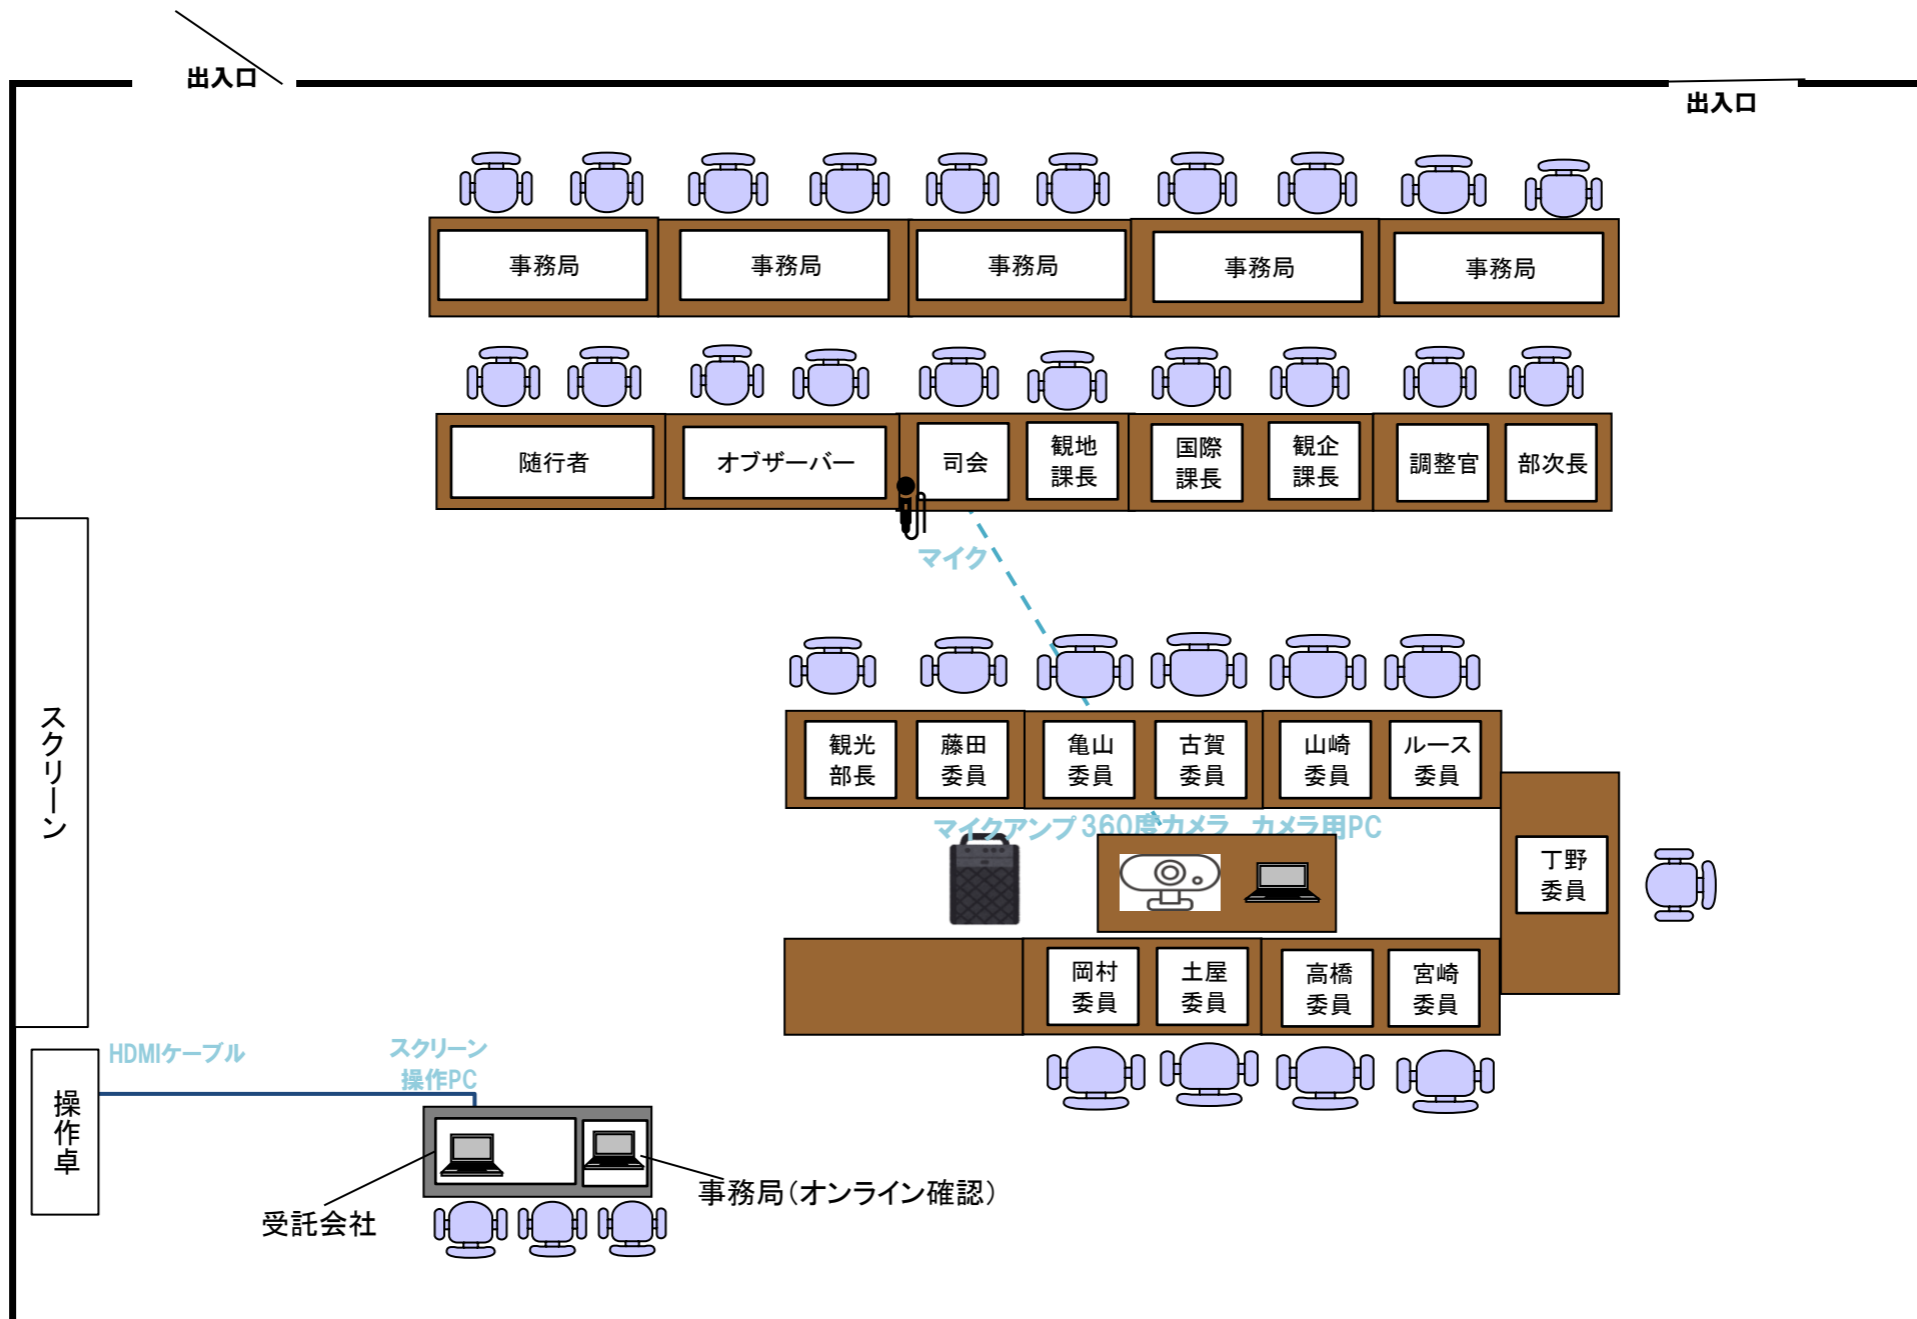 出入口
出入口
事務局
事務局
事務局
事務局
事務局
随行者
オブザーバー
司会
観地
課長
国際
課長
観企
課長
調整官
部次長
マイク
スクリーン
観光
部長
藤田
委員
亀山
委員
古賀
委員
山崎
委員
ルース
委員
マイクアンプ
360度カメラ
カメラ用PC
丁野
委員
岡村
委員
土屋
委員
高橋
委員
宮崎
委員
HDMIケーブル
スクリーン
操作PC
操作卓
事務局(オンライン確認)
受託会社